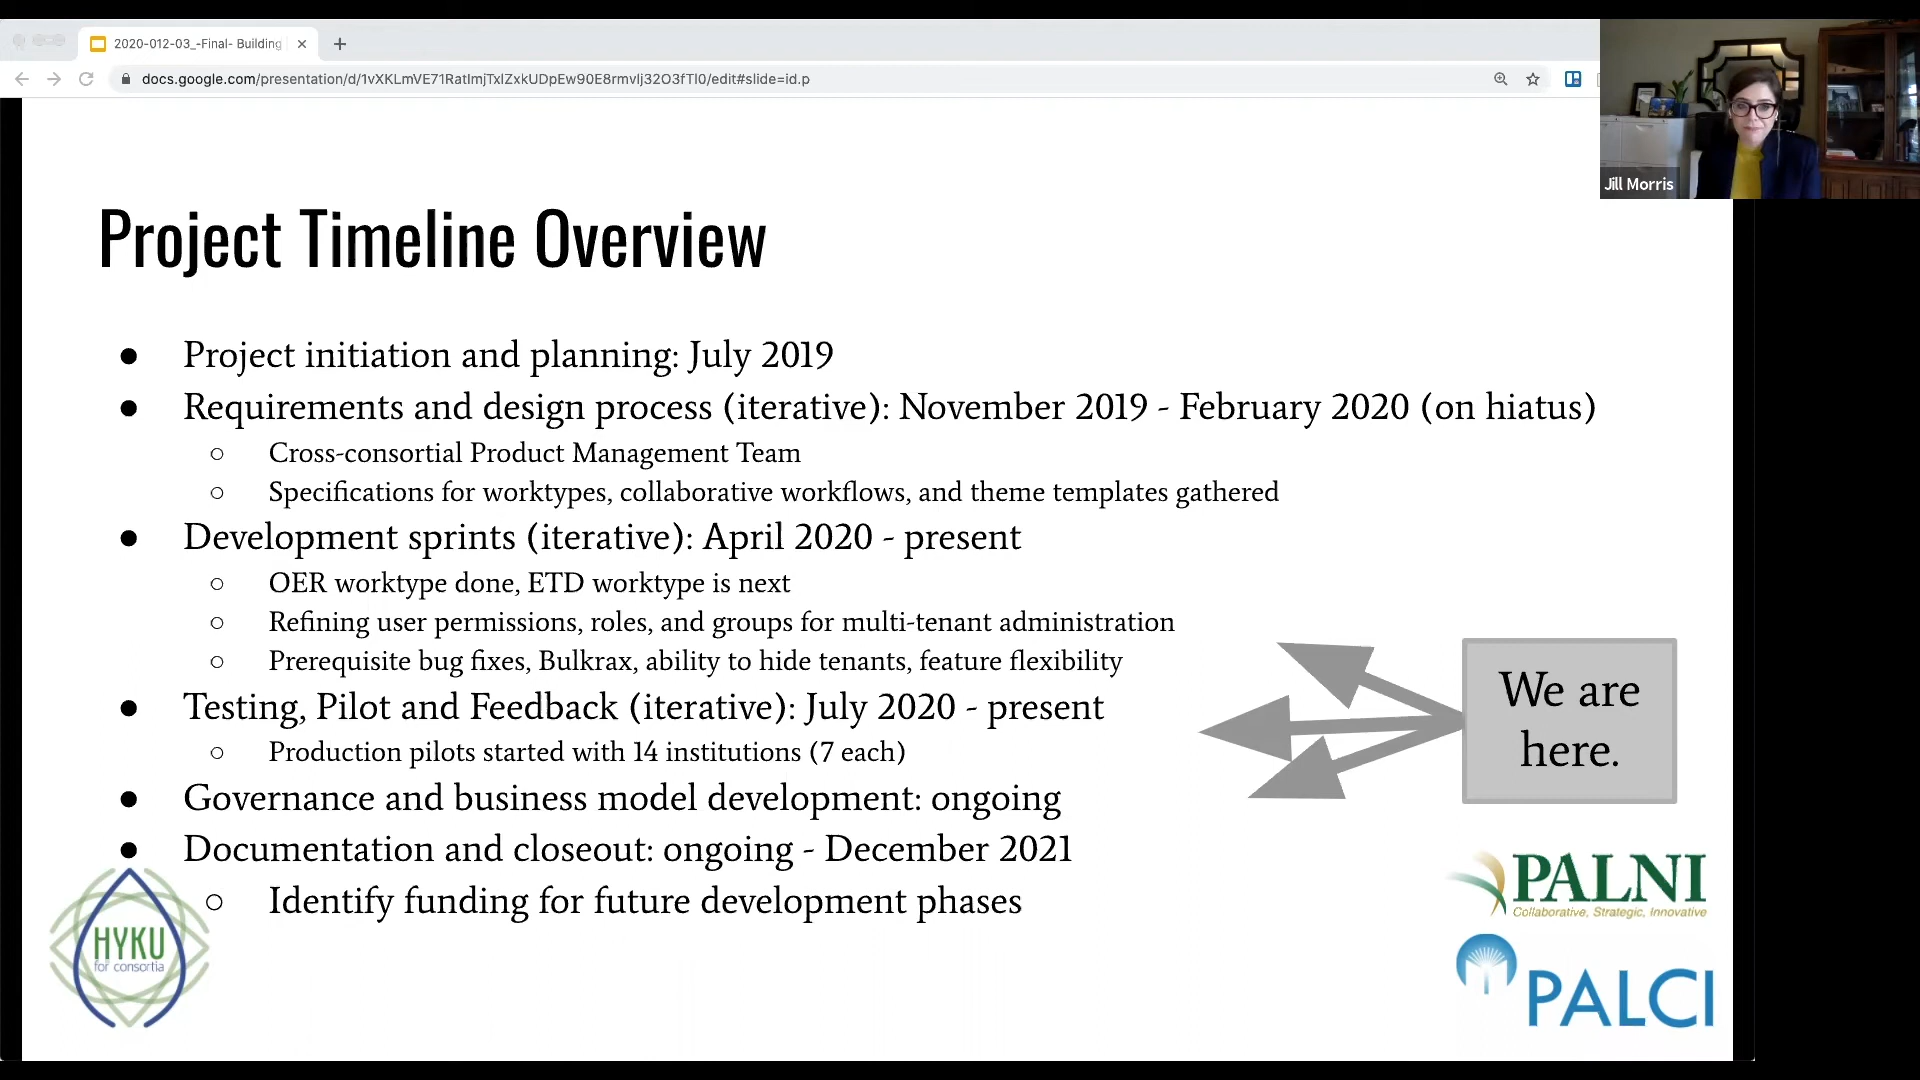 2020-012-03_-Final- Building
docs.google.com/presentation/d/1vXKLmVE71RatImjTxIZxkUDpEw90E8rmvIj32O3fTI0/edit#slide=id.p
Jill Morris
Project Timeline Overview
● Project initiation and planning: July 2019
● Requirements and design process (iterative): November 2019 - February 2020 (on hiatus)
○ Cross-consortial Product Management Team
○ Specifications for worktypes, collaborative workflows, and theme templates gathered
● Development sprints (iterative): April 2020 - present
○ OER worktype done, ETD worktype is next
○ Refining user permissions, roles, and groups for multi-tenant administration
○ Prerequisite bug fixes, Bulkrax, ability to hide tenants, feature flexibility
● Testing, Pilot and Feedback (iterative): July 2020 - present
○ Production pilots started with 14 institutions (7 each)
● Governance and business model development: ongoing
● Documentation and closeout: ongoing - December 2021
○ Identify funding for future development phases
We are
here.
HYKU
for consortia
PALNI
Collaborative, Strategic, Innovative
PALCI